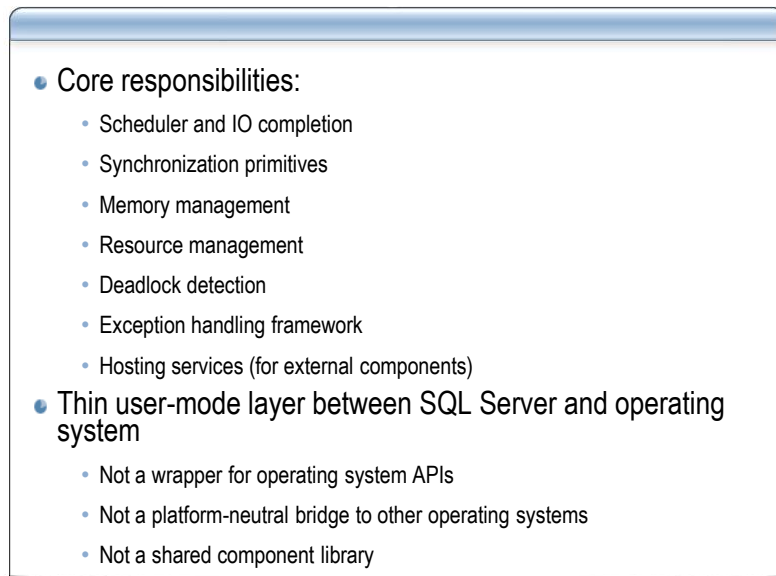 Core responsibilities:
Scheduler and IO completion
Synchronization primitives
Memory management
Resource management
Deadlock detection
Exception handling framework
Hosting services (for external components)
Thin user-mode layer between SQL Server and operating
system
Not a wrapper for operating system APIs
Not a platform-neutral bridge to other operating systems
Not a shared component library